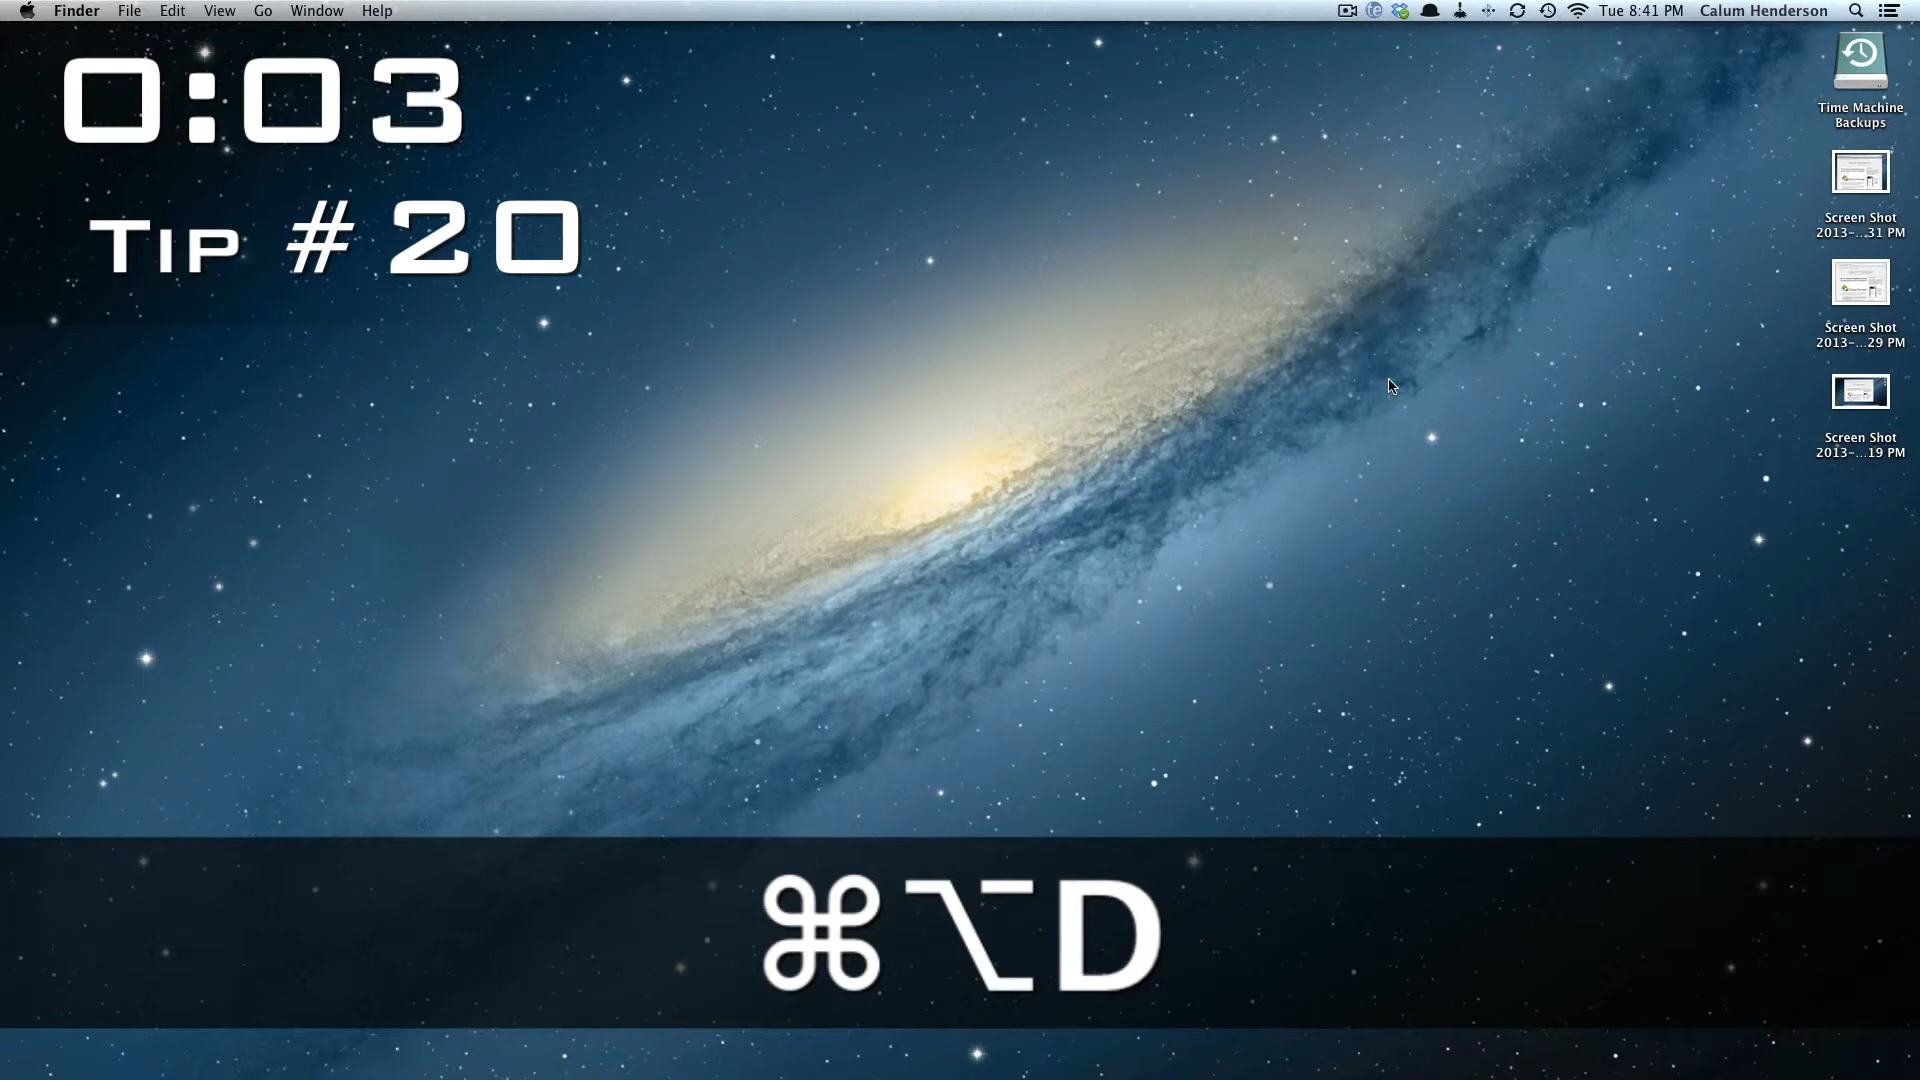 Finder File Edit View Go Window Help
Tue 8:41 PM Calum Henderson
0:03
Tip #20
Time Machine
Backups
Screen Shot
2013-...31 PM
Screen Shot
2013-...29 PM
Screen Shot
2013-...19 PM
⌘⌥D